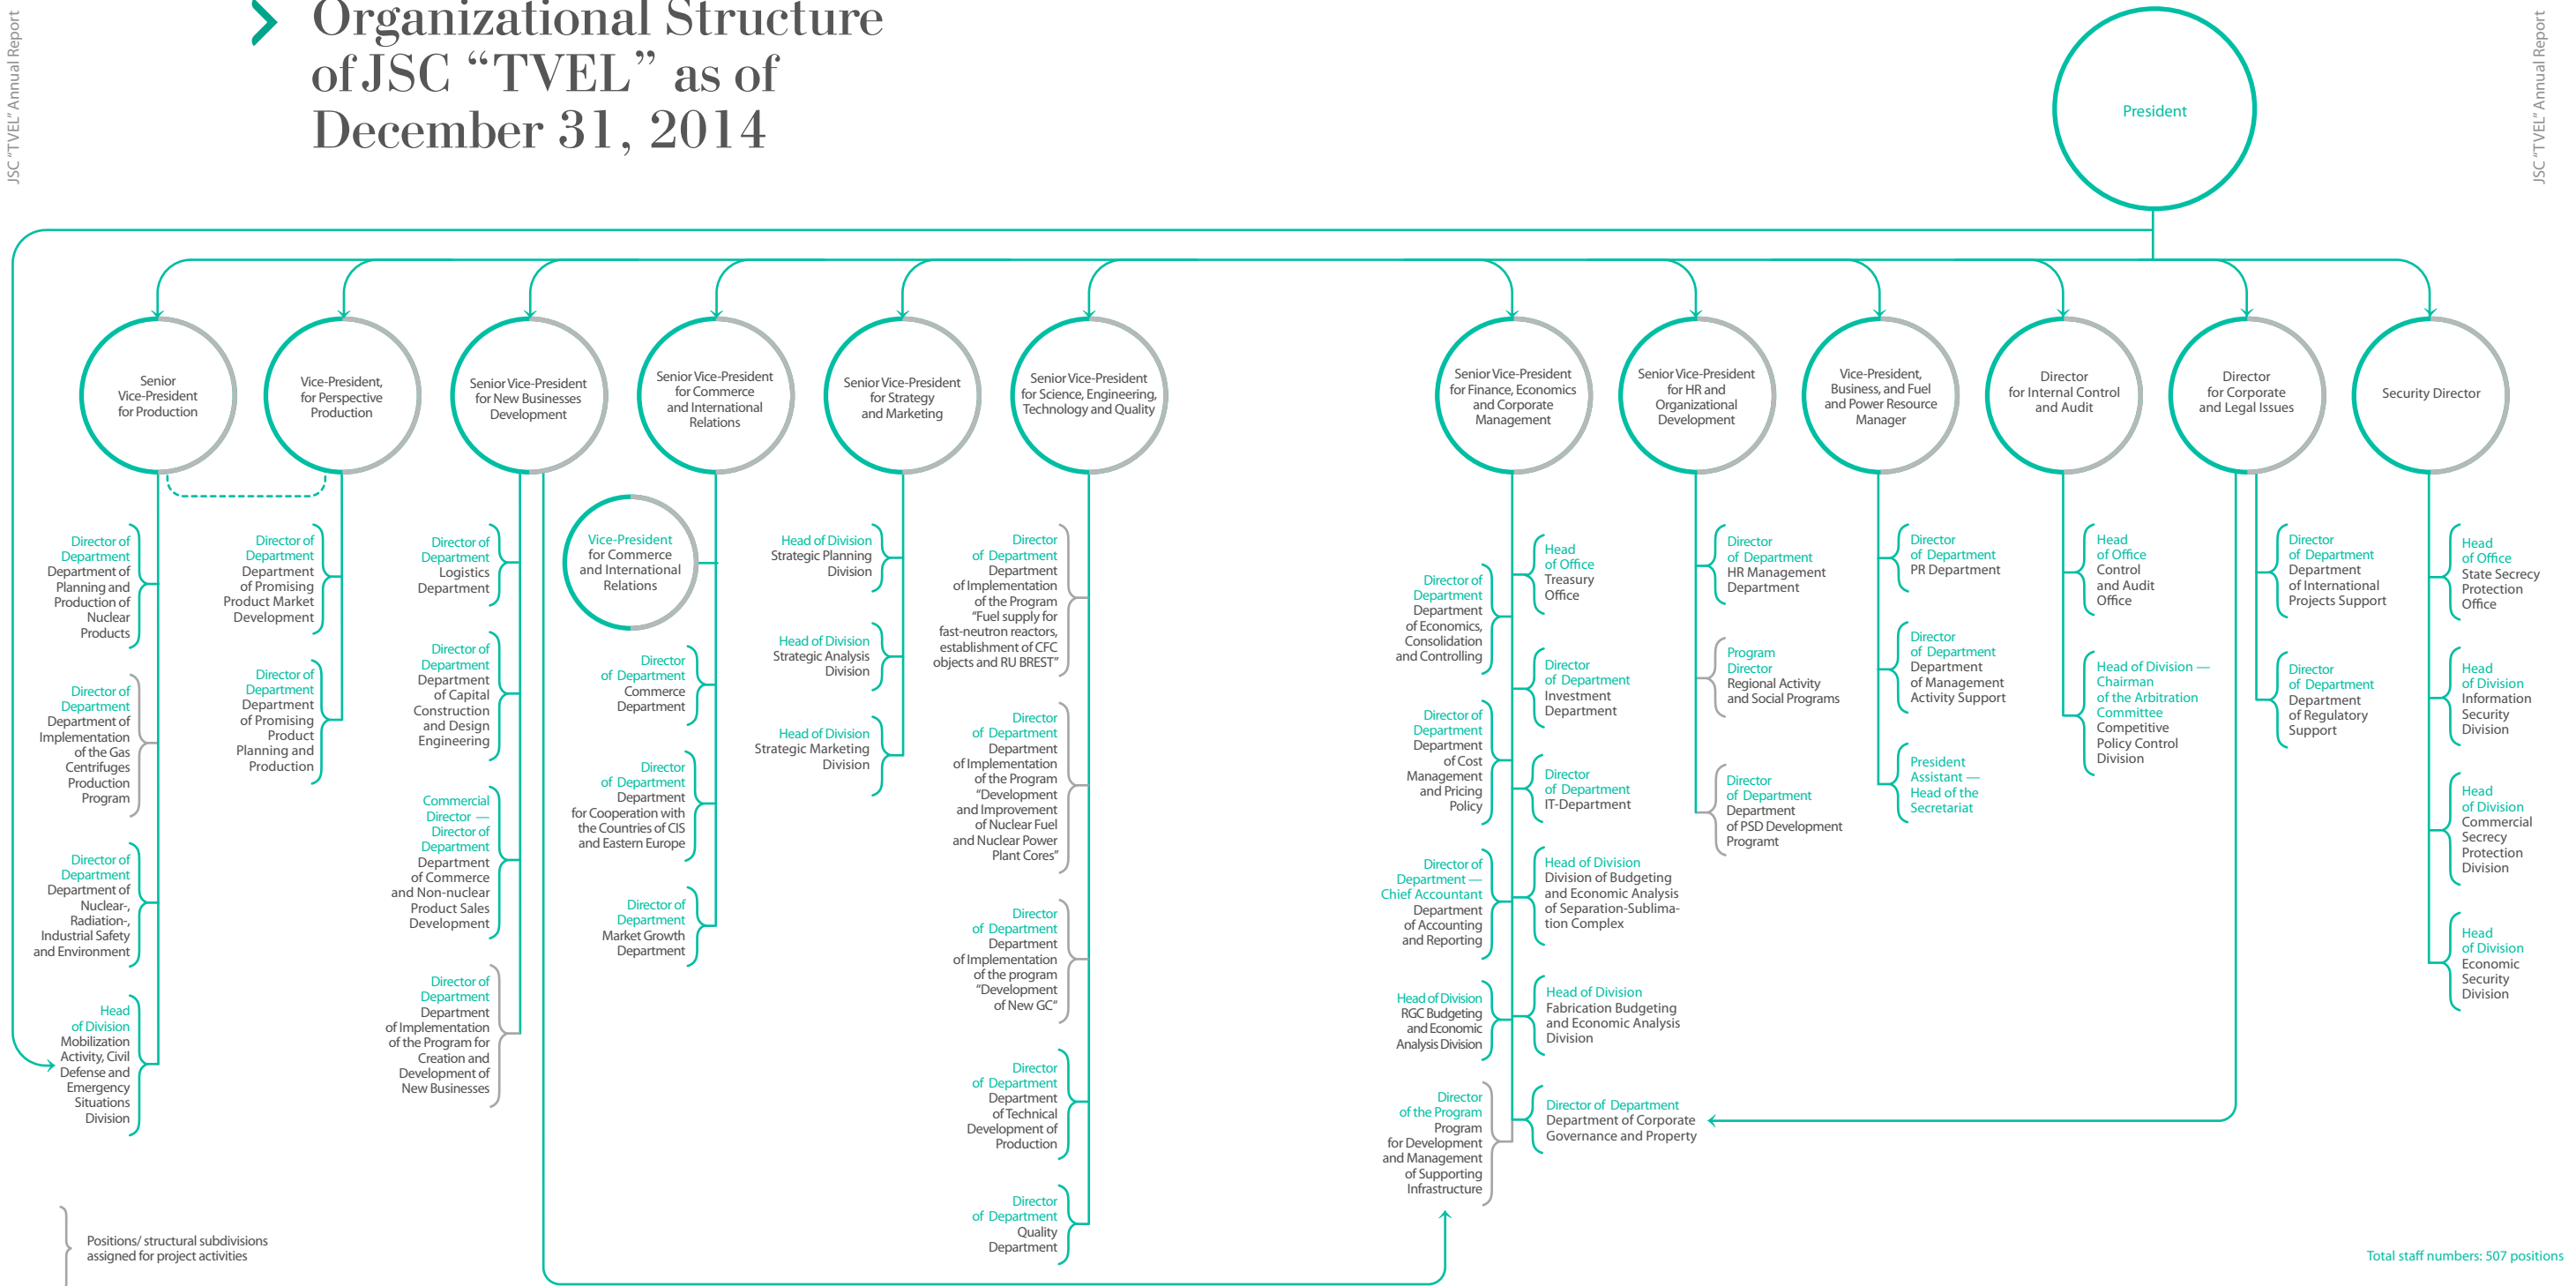 JSC “TVEL” Annual Report
Organizational Structure
of JSC “TVEL” as of
December 31, 2014
President
JSC “TVEL” Annual Report
Senior
Vice-President
for Production
Vice-President,
for Perspective
Production
Senior Vice-President
for New Businesses
Development
Senior Vice-President
for Commerce
and International
Relations
Senior Vice-President
for Strategy
and Marketing
Senior Vice-President
for Science, Engineering,
Technology and Quality
Senior Vice-President
for Finance, Economics
and Corporate
Management
Senior Vice-President
for HR and
Organizational
Development
Vice-President,
Business, and Fuel
and Power Resource
Manager
Director
for Internal Control
and Audit
Director
for Corporate
and Legal Issues
Security Director
Director of
Department
Department of
Planning and
Production of
Nuclear
Products
Director of
Department
Department of
Implementation
of the Gas
Centrifuges
Production
Program
Director of
Department
Department of
Nuclear-,
Radiation-,
Industrial Safety
and Environment
Head
of Division
Mobilization
Activity, Civil
Defense and
Emergency
Situations
Division
Director of
Department
Department
of Promising
Product Market
Development
Director of
Department
Department
of Promising
Product
Planning and
Production
Director of
Department
Logistics
Department
Director of
Department
Department
of Capital
Construction
and Design
Engineering
Commercial
Director —
Director of
Department
Department
of Commerce
and Non-nuclear
Product Sales
Development
Director of
Department
Department
of Implementation
of the Program for
Creation and
Development of
New Businesses
Vice-President
for Commerce
and International
Relations
Director
of Department
Commerce
Department
Director
of Department
Department
for Cooperation with
the Countries of CIS
and Eastern Europe
Director of
Department
Market Growth
Department
Head of Division
Strategic Planning
Division
Head of Division
Strategic Analysis
Division
Head of Division
Strategic Marketing
Division
Director
of Department
Department
of Implementation
of the Program
“Fuel supply for
fast-neutron reactors,
establishment of CFC
objects and RU BREST”
Director
of Department
Department
of Implementation
of the Program
“Development
and Improvement
of Nuclear Fuel
and Nuclear Power
Plant Cores”
Director
of Department
Department
of Implementation
of the program
“Development
of New GC“
Director
of Department
Department
of Technical
Development of
Production
Director
of Department
Quality
Department
Director of
Department
Department
of Economics,
Consolidation
and Controlling
Director of
Department
Department
of Cost
Management
and Pricing
Policy
Director of
Department —
Chief Accountant
Department
of Accounting
and Reporting
Head of Division
RGC Budgeting
and Economic
Analysis Division
Director
of the Program
Program
for Development
and Management
of Supporting
Infrastructure
Head
of Office
Treasury
Office
Director
of Department
Investment
Department
Director
of Department
IT-Department
Head of Division
Division of Budgeting
and Economic Analysis
of Separation-Sublima-
tion Complex
Head of Division
Fabrication Budgeting
and Economic Analysis
Division
Director of Department
Department of Corporate
Governance and Property
Director
of Department
HR Management
Department
Program
Director
Regional Activity
and Social Programs
Director
of Department
Department
of PSD Development
Programt
Director
of Department
PR Department
Director
of Department
Department
of Management
Activity Support
President
Assistant —
Head of the
Secretariat
Head
of Office
Control
and Audit
Office
Head of Division —
Chairman
of the Arbitration
Committee
Competitive
Policy Control
Division
Director
of Department
Department
of International
Projects Support
Director
of Department
Department
of Regulatory
Support
Head
of Office
State Secrecy
Protection
Office
Head
of Division
Information
Security
Division
Head
of Division
Commercial
Secrecy
Protection
Division
Head
of Division
Economic
Security
Division
Positions/ structural subdivisions
assigned for project activities
Total staff numbers: 507 positions